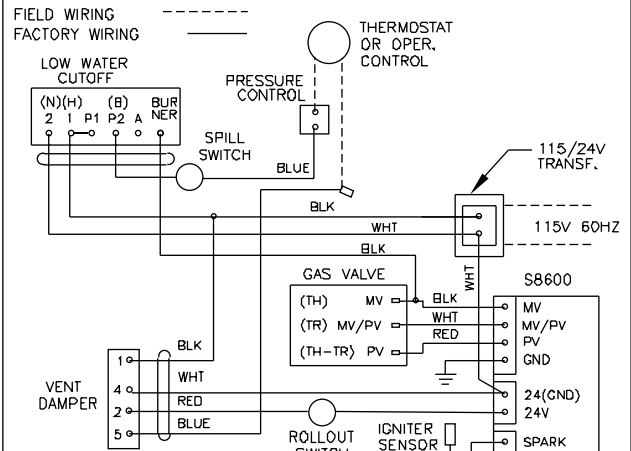 FIELD WIRING
FACTORY WIRING
THERMOSTAT
OR OPER.
CONTROL
LOW WATER
CUTOFF
PRESSURE
CONTROL
(N)(H) (B) BUR
NER
2 1 P1 P2 A
SPILL
SWITCH
BLUE
115/24V
TRANSF.
BLK
WHT
115V 60HZ
BLK
WHT
GAS VALVE
S8600
(TH) MV
BLK
MV
(TR) MV/PV
WHT
MV/PV
RED
(TH-TR) PV
PV
GND
BLK
1
WHT
VENT
DAMPER
4
24(GND)
RED
2
24V
BLUE
5
ROLLOUT
SWITCH
IGNITER
SENSOR
SPARK